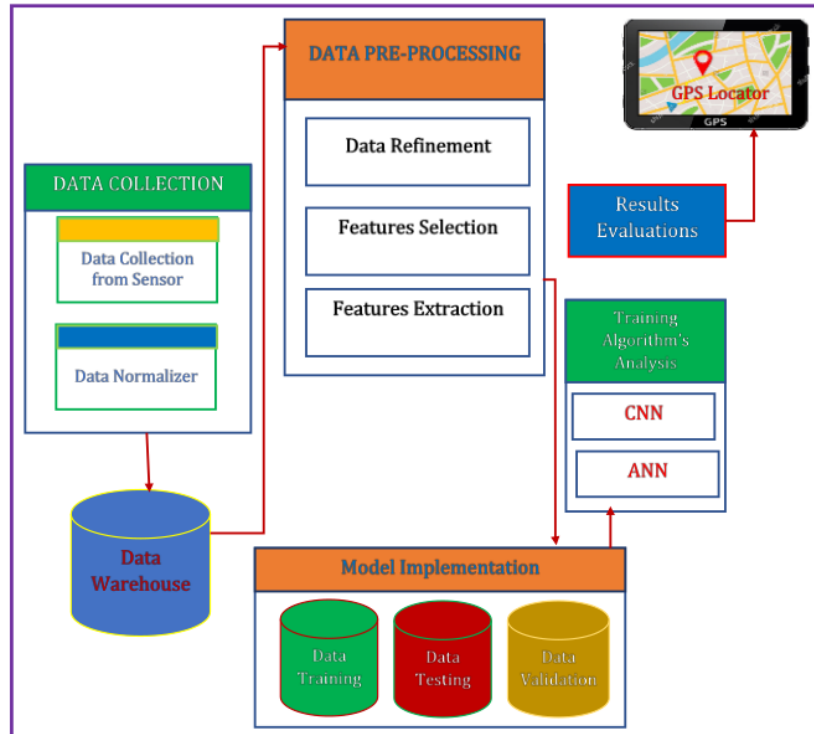 DATA COLLECTION
Data Collection
from Sensor
Data Normalizer
Data
Warehouse
DATA PRE-PROCESSING
Data Refinement
Features Selection
Features Extraction
Model Implementation
Data
Training
Data
Testing
Data
Validation
Training
Algorithm's
Analysis
CNN
ANN
Results
Evaluations
GPS Locator
GPS